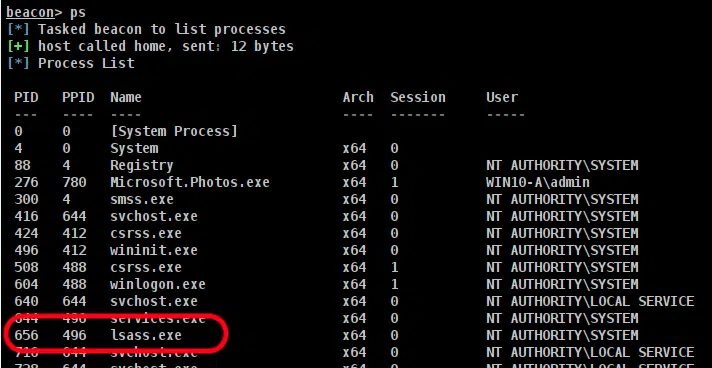 beacon> ps
[*] Tasked beacon to list processes
[+] host called home, sent: 12 bytes
[*] Process List
PID PPID Name Arch Session User
--- ---- ---- ---- ------- -----
0 0 [System Process]
4 0 System x64 0
88 4 Registry x64 0 NT AUTHORITY\SYSTEM
276 780 Microsoft.Photos.exe x64 1 WIN10-A\admin
300 4 smss.exe x64 0 NT AUTHORITY\SYSTEM
416 644 svchost.exe x64 0 NT AUTHORITY\SYSTEM
424 412 csrss.exe x64 0 NT AUTHORITY\SYSTEM
496 412 wininit.exe x64 0 NT AUTHORITY\SYSTEM
508 488 csrss.exe x64 1 NT AUTHORITY\SYSTEM
604 488 winlogon.exe x64 1 NT AUTHORITY\SYSTEM
640 644 svchost.exe x64 0 NT AUTHORITY\LOCAL SERVICE
644 496 services.exe x64 0 NT AUTHORITY\SYSTEM
656 496 lsass.exe x64 0 NT AUTHORITY\SYSTEM
716 644 svchost.exe x64 0 NT AUTHORITY\LOCAL SERVICE
728 644 svchost.exe x64 0 NT AUTHORITY\SYSTEM